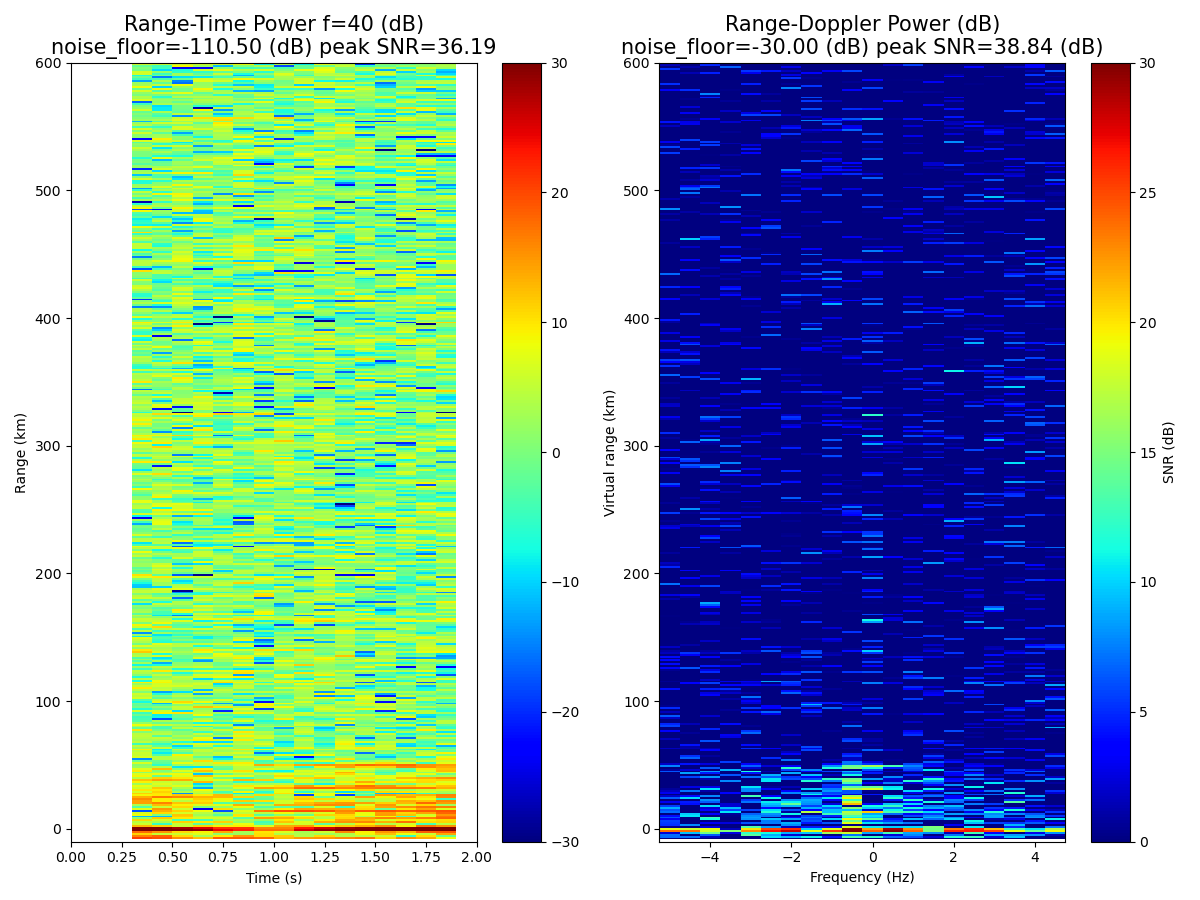 Range-Time Power f=40 (dB)
noise_floor=-110.50 (dB) peak SNR=36.19
Range-Doppler Power (dB)
noise_floor=-30.00 (dB) peak SNR=38.84 (dB)
600
500
400
300
200
100
0
Range (km)
0.00 0.25 0.50 0.75 1.00 1.25 1.50 1.75 2.00
Time (s)
30
20
10
0
−10
−20
−30
600
500
400
300
200
100
0
Virtual range (km)
−4 −2 0 2 4
Frequency (Hz)
30
25
20
15
10
5
0
SNR (dB)